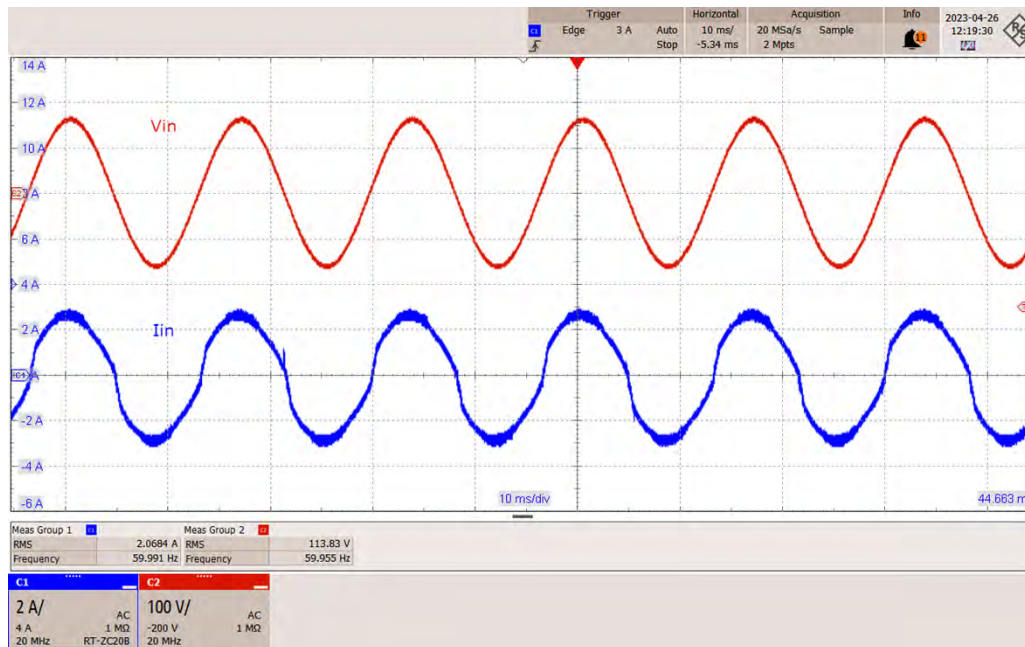 Trigger Horizontal Acquisition Info 2023-04-26
C1 Edge 3 A Auto 10 ms/ 20 MSa/s Sample 11 12:19:30
Stop -5.34 ms 2 Mpts
14 A
12 A
Vin
10 A
6 A
4 A
2 A
Iin
-2 A
-4 A
-6 A
10 ms/div
44.663 m
Meas Group 1 C1 Meas Group 2 C2
RMS 2.0684 A RMS 113.83 V
Frequency 59.991 Hz Frequency 59.955 Hz
C1 C2
2 A/ AC 100 V/ AC
4 A 1 MΩ -200 V 1 MΩ
20 MHz RT-ZC20B 20 MHz